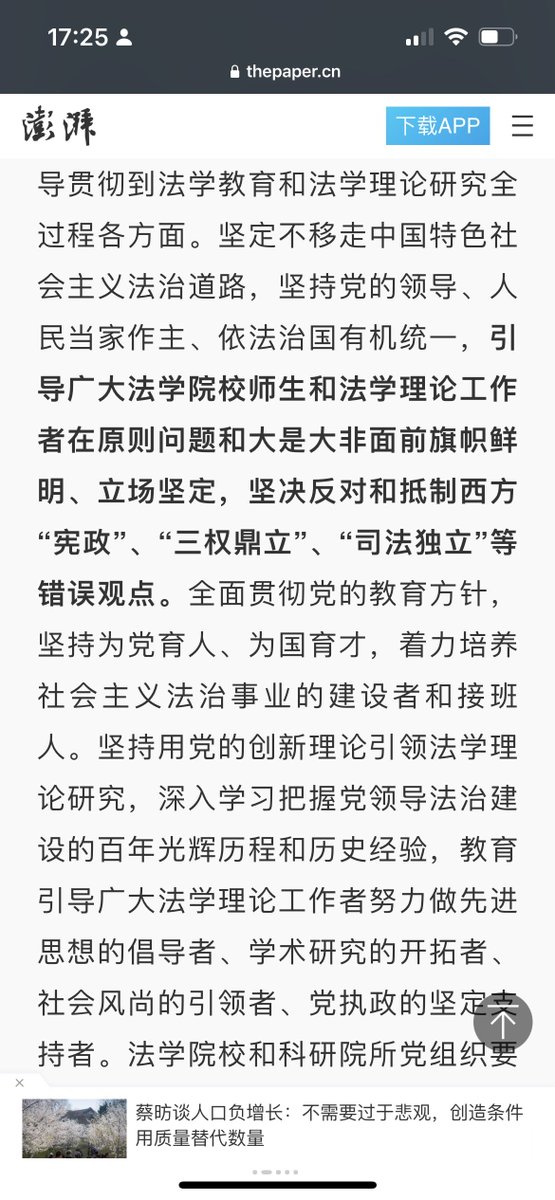 17:25
thepaper.cn
澎湃
下载APP
导贯彻到法学教育和法学理论研究全
过程各方面。坚定不移走中国特色社
会主义法治道路，坚持党的领导、人
民当家作主、依法治国有机统一，引
导广大法学院校师生和法学理论工作
者在原则问题和大是大非面前旗帜鲜
明、立场坚定，坚决反对和抵制西方
“宪政”、“三权鼎立”、“司法独立”等
错误观点。全面贯彻党的教育方针，
坚持为党育人、为国育才，着力培养
社会主义法治事业的建设者和接班
人。坚持用党的创新理论引领法学理
论研究，深入学习把握党领导法治建
设的百年光辉历程和历史经验，教育
引导广大法学理论工作者努力做先进
思想的倡导者、学术研究的开拓者、
社会风尚的引领者、党执政的坚定支
持者。法学院校和科研院所党组织要
蔡昉谈人口负增长：不需要过于悲观，创造条件
用质量替代数量